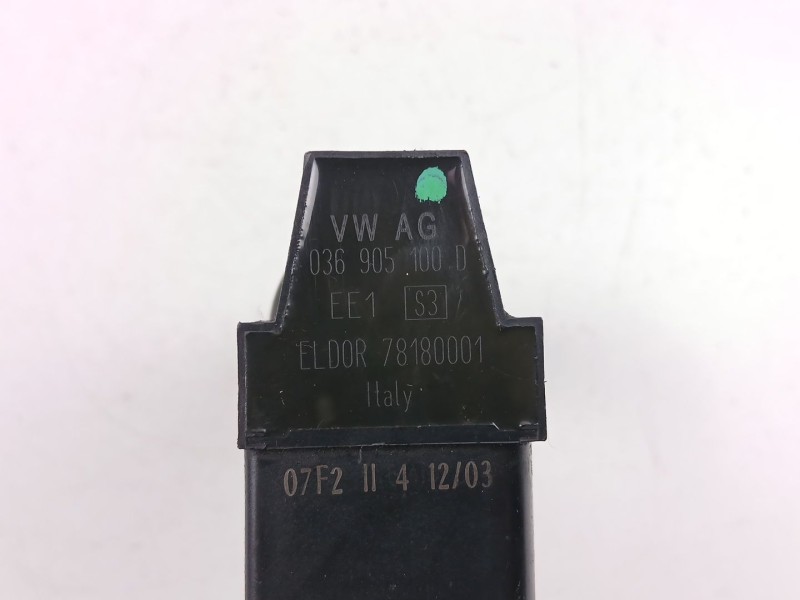 VW AG
036 905 100 D
EE1 S3
ELDOR 78180001
Italy
07F2 II 4 12/03